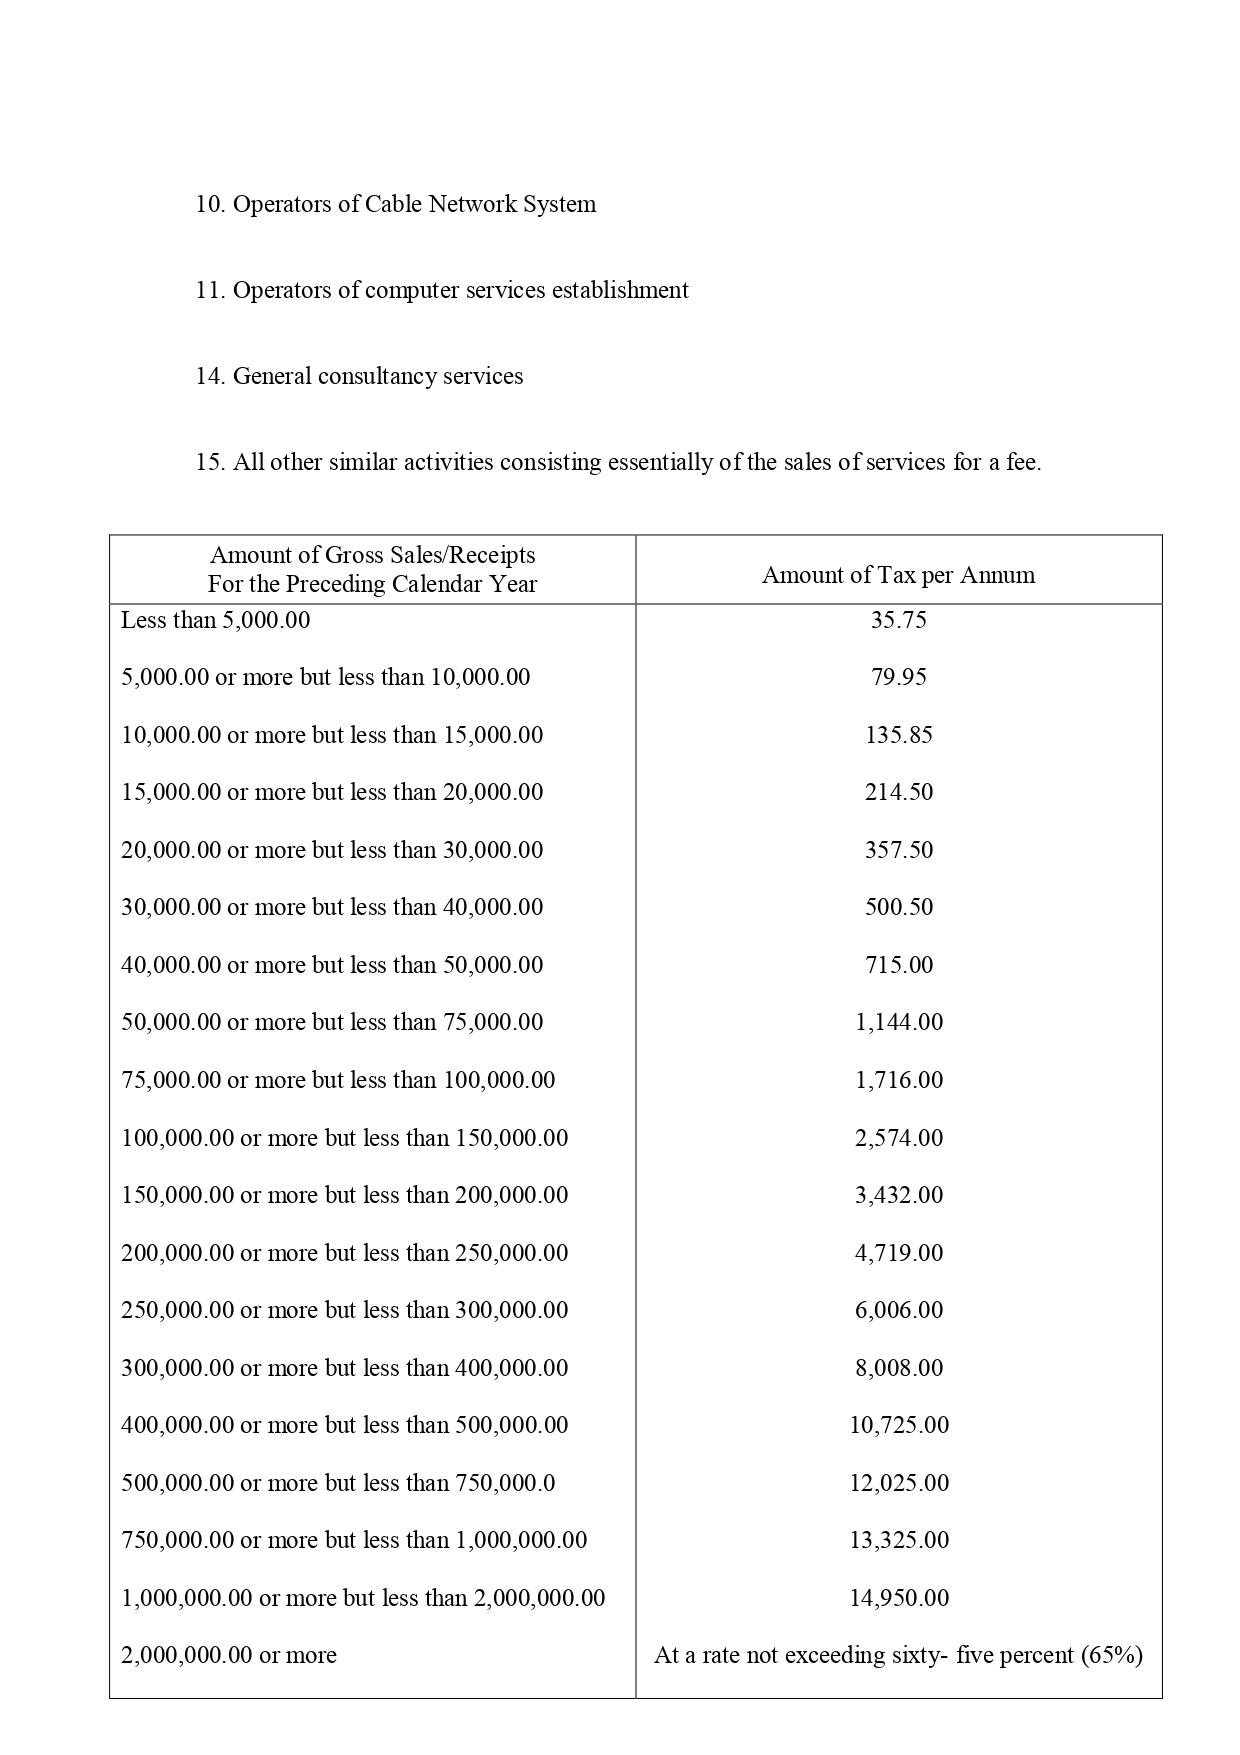 10. Operators of Cable Network System
11. Operators of computer services establishment
14. General consultancy services
15. All other similar activities consisting essentially of the sales of services for a fee.
Amount of Gross Sales/Receipts
For the Preceding Calendar Year
Amount of Tax per Annum
Less than 5,000.00 35.75
5,000.00 or more but less than 10,000.00 79.95
10,000.00 or more but less than 15,000.00 135.85
15,000.00 or more but less than 20,000.00 214.50
20,000.00 or more but less than 30,000.00 357.50
30,000.00 or more but less than 40,000.00 500.50
40,000.00 or more but less than 50,000.00 715.00
50,000.00 or more but less than 75,000.00 1,144.00
75,000.00 or more but less than 100,000.00 1,716.00
100,000.00 or more but less than 150,000.00 2,574.00
150,000.00 or more but less than 200,000.00 3,432.00
200,000.00 or more but less than 250,000.00 4,719.00
250,000.00 or more but less than 300,000.00 6,006.00
300,000.00 or more but less than 400,000.00 8,008.00
400,000.00 or more but less than 500,000.00 10,725.00
500,000.00 or more but less than 750,000.0 12,025.00
750,000.00 or more but less than 1,000,000.00 13,325.00
1,000,000.00 or more but less than 2,000,000.00 14,950.00
2,000,000.00 or more At a rate not exceeding sixty- five percent (65%)